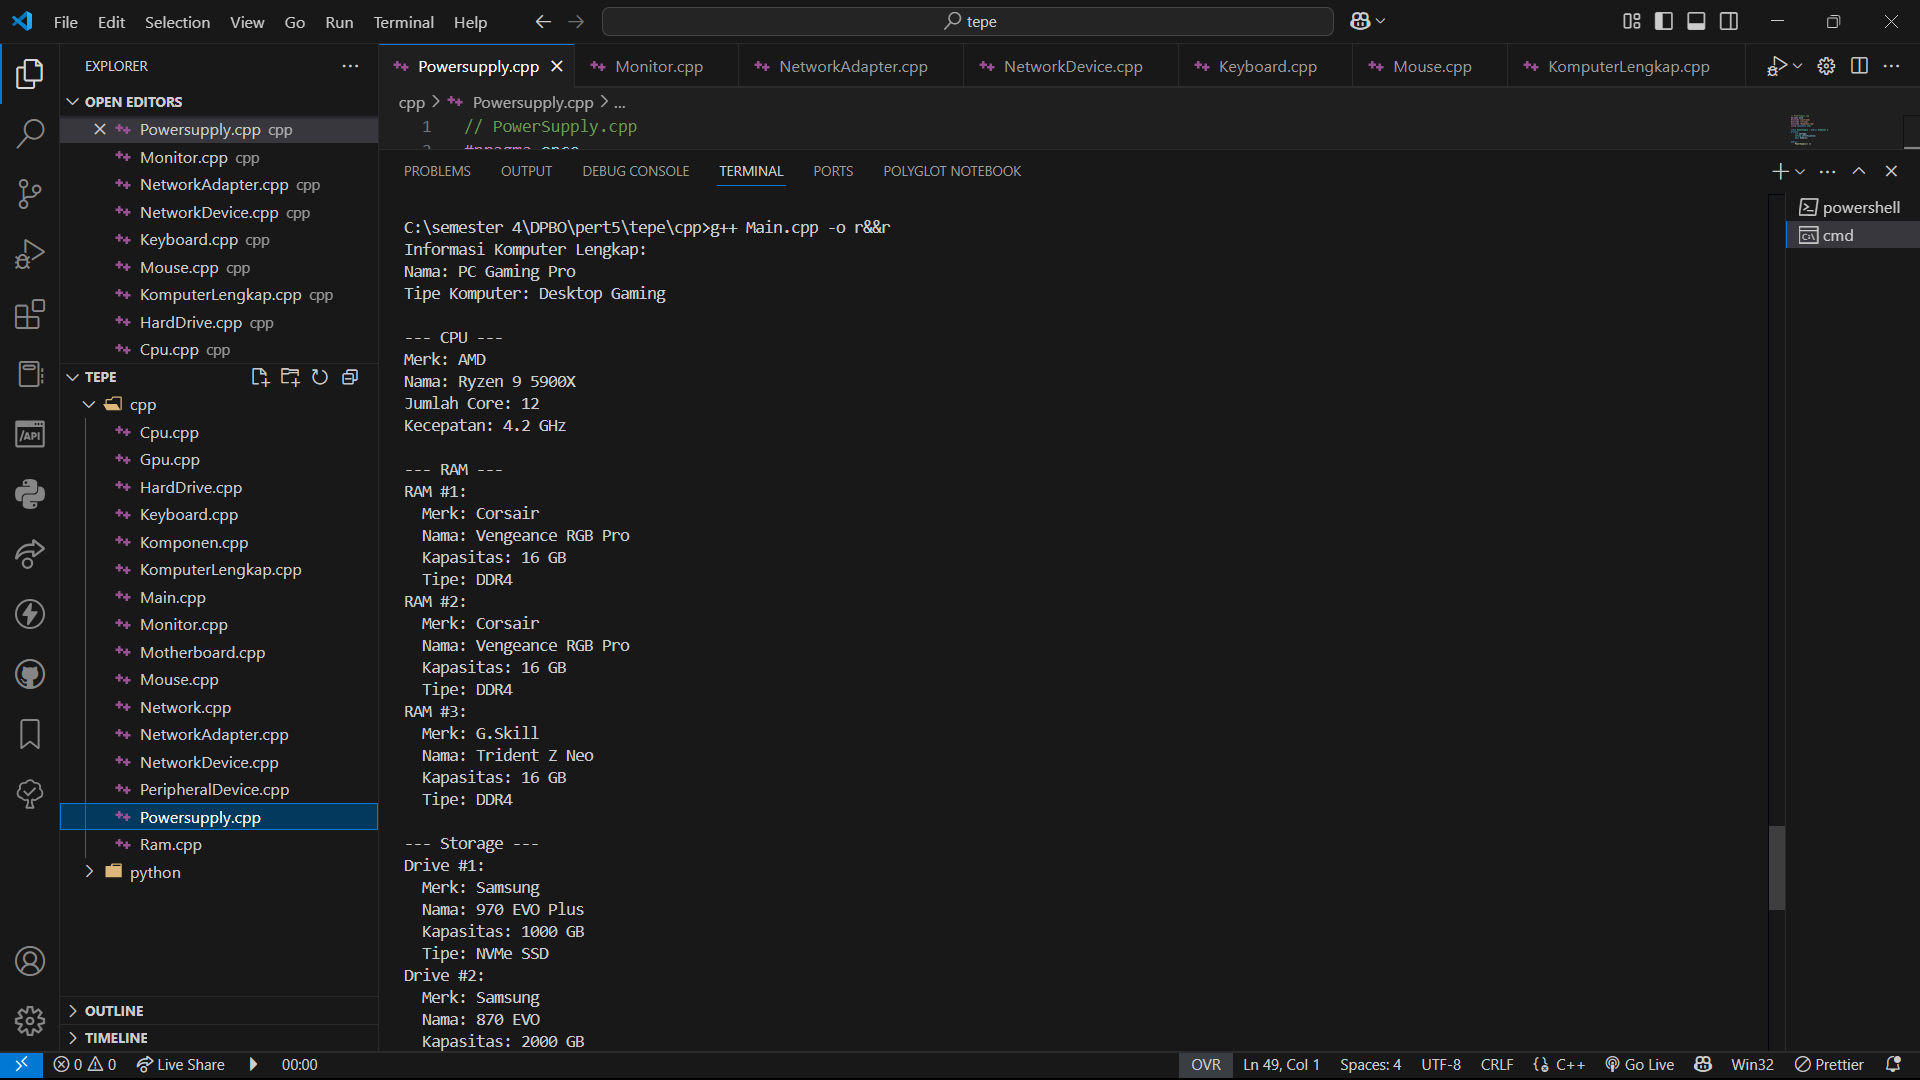 File Edit Selection View Go Run Terminal Help
tepe
EXPLORER
OPEN EDITORS
Powersupply.cpp cpp
Monitor.cpp cpp
NetworkAdapter.cpp cpp
NetworkDevice.cpp cpp
Keyboard.cpp cpp
Mouse.cpp cpp
KomputerLengkap.cpp cpp
HardDrive.cpp cpp
Cpu.cpp cpp
TEPE
cpp
Cpu.cpp
Gpu.cpp
HardDrive.cpp
Keyboard.cpp
Komponen.cpp
KomputerLengkap.cpp
Main.cpp
Monitor.cpp
Motherboard.cpp
Mouse.cpp
Network.cpp
NetworkAdapter.cpp
NetworkDevice.cpp
PeripheralDevice.cpp
Powersupply.cpp
Ram.cpp
python
OUTLINE
TIMELINE
Powersupply.cpp Monitor.cpp NetworkAdapter.cpp NetworkDevice.cpp Keyboard.cpp Mouse.cpp KomputerLengkap.cpp
cpp > Powersupply.cpp > ...
1 // PowerSupply.cpp
2 #pragma once
PROBLEMS OUTPUT DEBUG CONSOLE TERMINAL PORTS POLYGLOT NOTEBOOK
C:\semester 4\DPBO\pert5\tepe\cpp>g++ Main.cpp -o r&&r
Informasi Komputer Lengkap:
Nama: PC Gaming Pro
Tipe Komputer: Desktop Gaming
--- CPU ---
Merk: AMD
Nama: Ryzen 9 5900X
Jumlah Core: 12
Kecepatan: 4.2 GHz
--- RAM ---
RAM #1:
Merk: Corsair
Nama: Vengeance RGB Pro
Kapasitas: 16 GB
Tipe: DDR4
RAM #2:
Merk: Corsair
Nama: Vengeance RGB Pro
Kapasitas: 16 GB
Tipe: DDR4
RAM #3:
Merk: G.Skill
Nama: Trident Z Neo
Kapasitas: 16 GB
Tipe: DDR4
--- Storage ---
Drive #1:
Merk: Samsung
Nama: 970 EVO Plus
Kapasitas: 1000 GB
Tipe: NVMe SSD
Drive #2:
Merk: Samsung
Nama: 870 EVO
Kapasitas: 2000 GB
powershell
cmd
0 0 Live Share 00:00 OVR Ln 49, Col 1 Spaces: 4 UTF-8 CRLF C++ Go Live Win32 Prettier